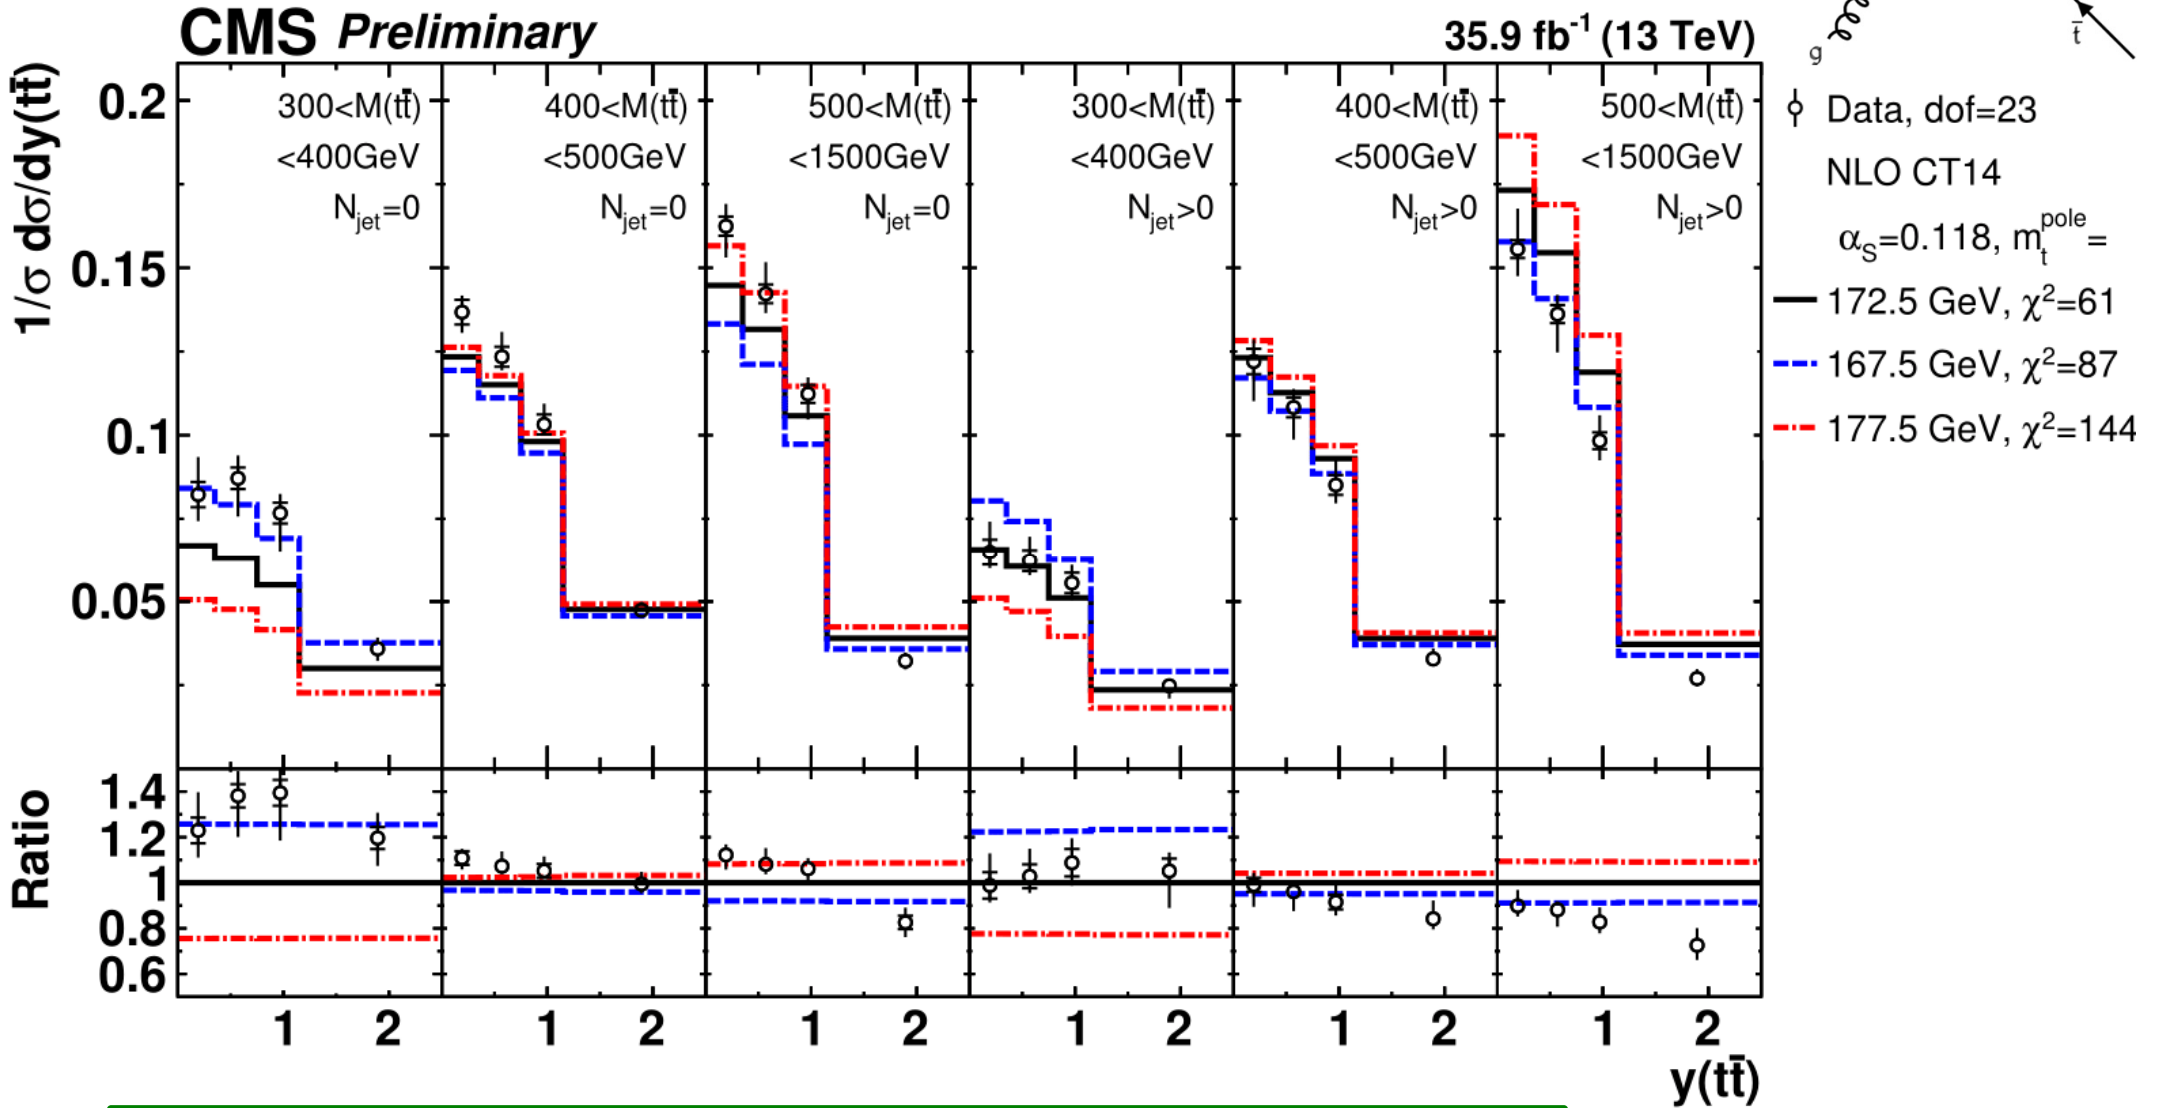 CMS Preliminary
35.9 fb⁻¹ (13 TeV)
g
t̄
1/σ dσ/dy(tt̄)
0.2
0.15
0.1
0.05
300<M(tt̄)
<400GeV
N_jet=0
400<M(tt̄)
<500GeV
N_jet=0
500<M(tt̄)
<1500GeV
N_jet=0
300<M(tt̄)
<400GeV
N_jet>0
400<M(tt̄)
<500GeV
N_jet>0
500<M(tt̄)
<1500GeV
N_jet>0
Data, dof=23
NLO CT14
α_S=0.118, m_t^pole=
172.5 GeV, χ²=61
167.5 GeV, χ²=87
177.5 GeV, χ²=144
Ratio
1.4
1.2
1
0.8
0.6
1 2 1 2 1 2 1 2 1 2 1 2
y(tt̄)